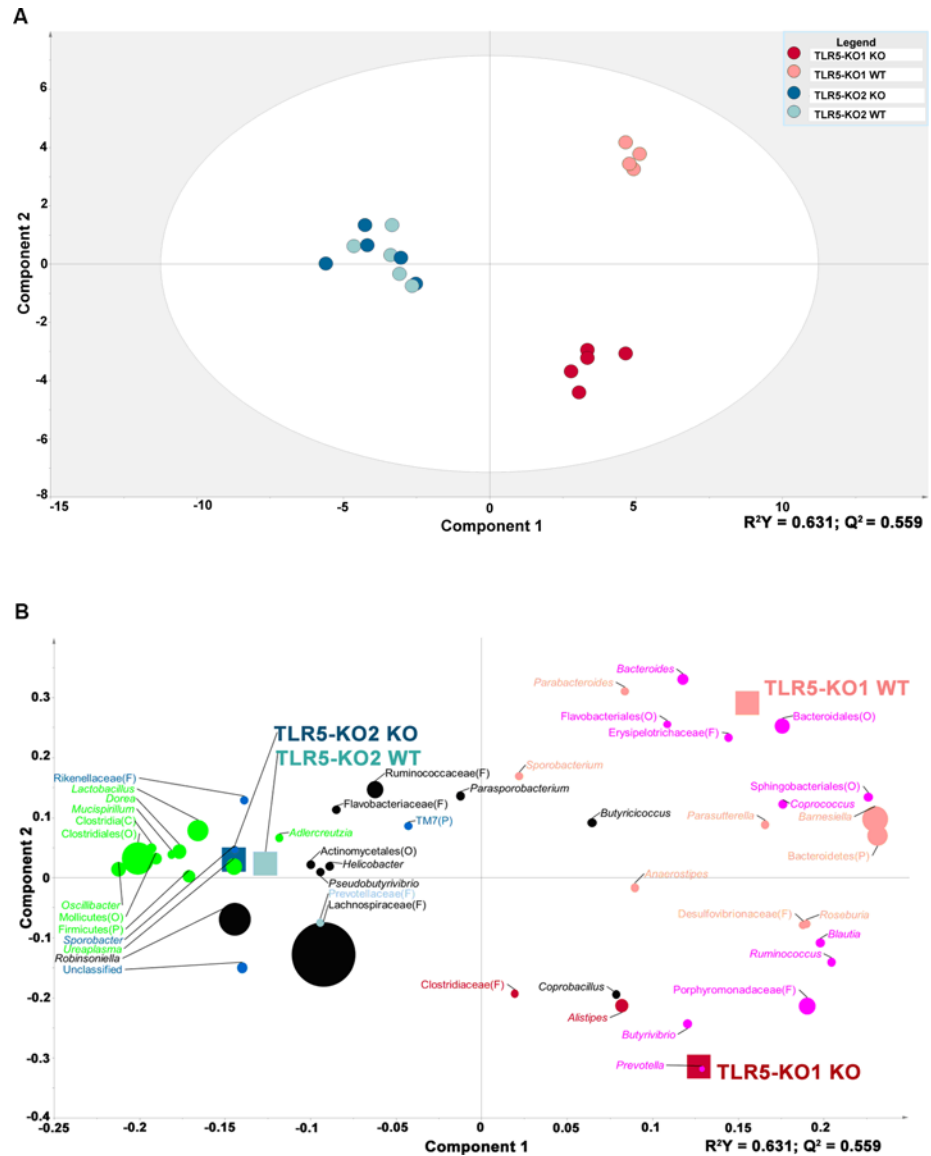 A
Legend
TLR5-KO1 KO
TLR5-KO1 WT
TLR5-KO2 KO
TLR5-KO2 WT
6
4
2
0
-2
-4
-6
-8
Component 2
-15
-10
-5
0
5
10
Component 1
R²Y = 0.631; Q² = 0.559
B
0.3
0.2
0.1
0
-0.1
-0.2
-0.3
-0.4
Component 2
Bacteroides
Parabacteroides
TLR5-KO1 WT
Flavobacteriales(O)
Bacteroidales(O)
Erysipelotrichaceae(F)
TLR5-KO2 KO
TLR5-KO2 WT
Rikenellaceae(F)
Lactobacillus
Dorea
Mucispirillum
Clostridia(C)
Clostridiales(O)
Ruminococcaceae(F)
Parasporobacterium
Flavobacteriaceae(F)
TM7(P)
Adlercreutzia
Sporobacterium
Sphingobacteriales(O)
Coprococcus
Butyricicoccus
Parasutterella
Barnesiella
Bacteroidetes(P)
Actinomycetales(O)
Helicobacter
Pseudobutyrivibrio
Prevotellaceae(F)
Lachnospiraceae(F)
Anaerostipes
Oscillibacter
Mollicutes(O)
Firmicutes(P)
Sporobacter
Ureaplasma
Robinsoniella
Unclassified
Desulfovibrionaceae(F)
Roseburia
Blautia
Ruminococcus
Clostridiaceae(F)
Coprobacillus
Porphyromonadaceae(F)
Alistipes
Butyrivibrio
Prevotella
TLR5-KO1 KO
-0.25
-0.2
-0.15
-0.1
-0.05
0
0.05
0.1
0.15
0.2
Component 1
R²Y = 0.631; Q² = 0.559